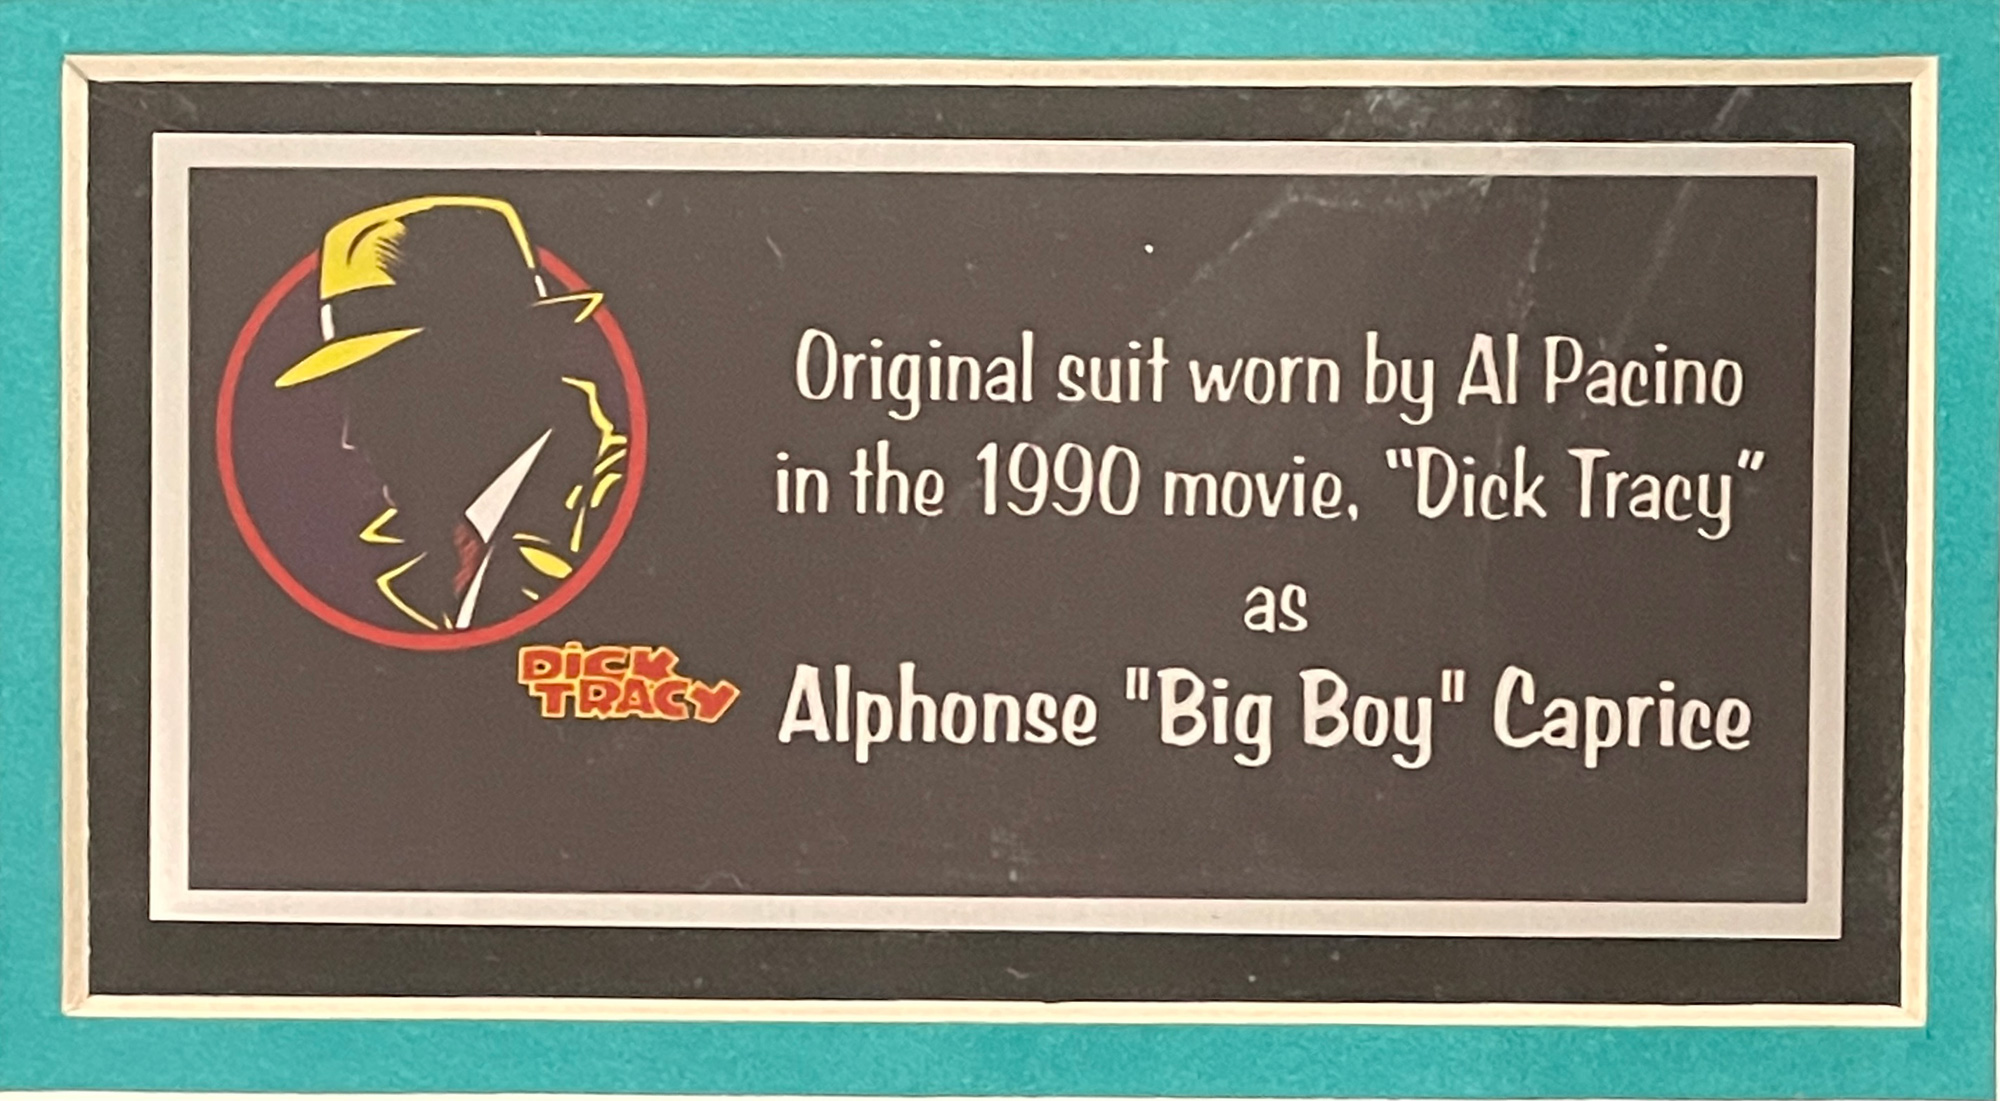 Original suit worn by Al Pacino
in the 1990 movie, "Dick Tracy"
as
Alphonse "Big Boy" Caprice
DiCK
TRACY